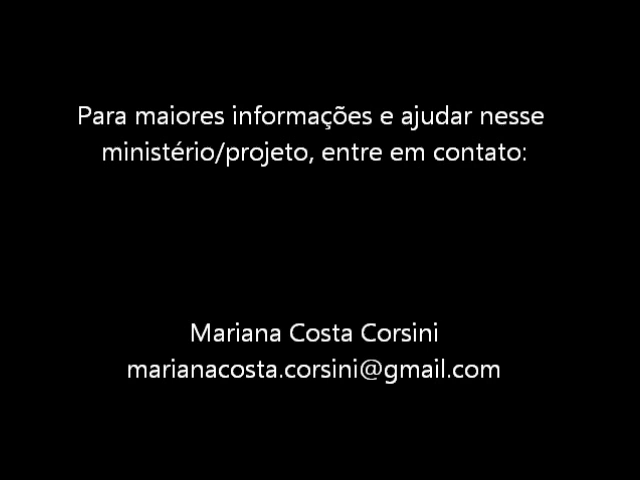 Para maiores informações e ajudar nesse
ministério/projeto, entre em contato:
Mariana Costa Corsini
marianacosta.corsini@gmail.com